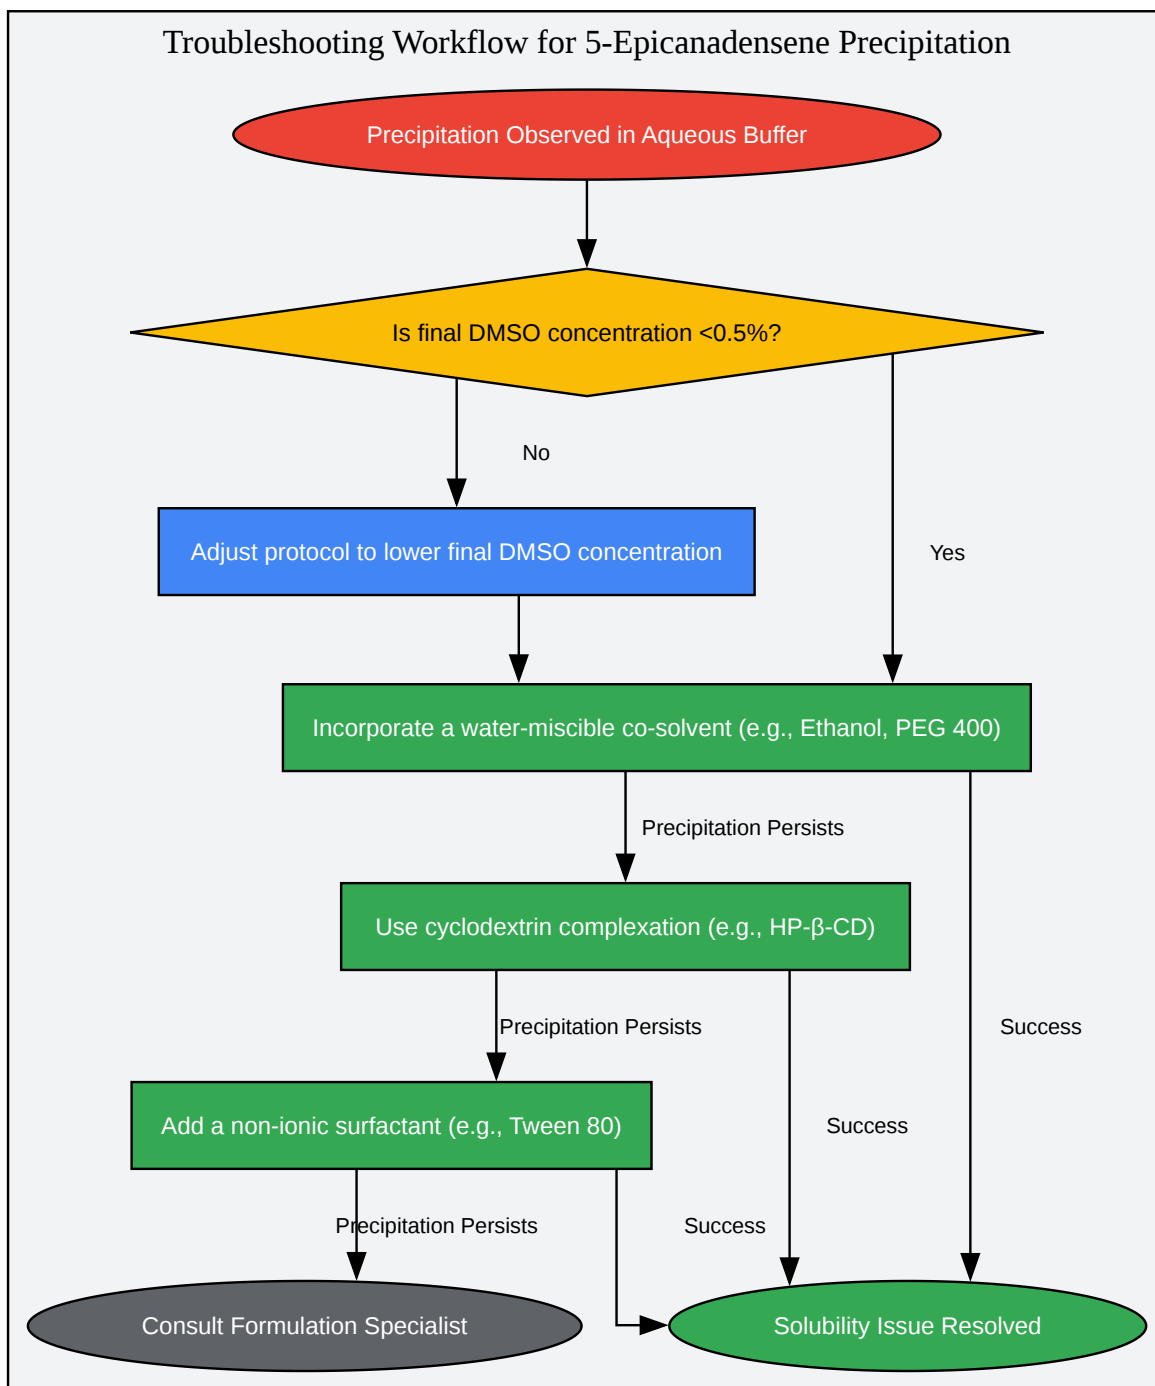 Troubleshooting Workflow for 5-Epicanadensene Precipitation
Precipitation Observed in Aqueous Buffer
Is final DMSO concentration <0.5%?
No
Adjust protocol to lower final DMSO concentration
Yes
Incorporate a water-miscible co-solvent (e.g., Ethanol, PEG 400)
Precipitation Persists
Use cyclodextrin complexation (e.g., HP-β-CD)
Precipitation Persists
Success
Add a non-ionic surfactant (e.g., Tween 80)
Success
Precipitation Persists
Success
Consult Formulation Specialist
Solubility Issue Resolved